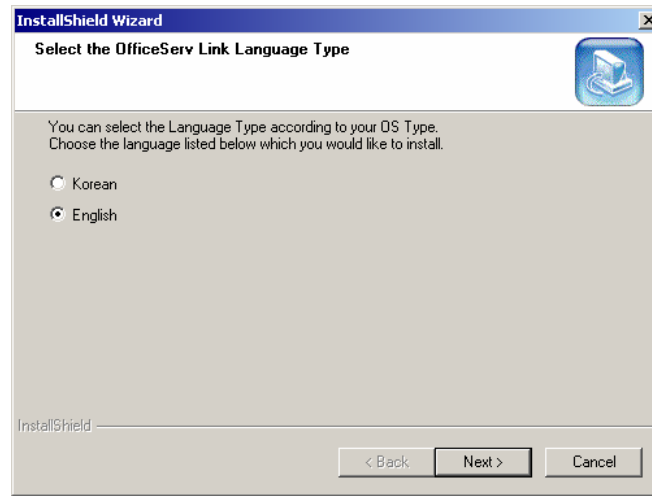 InstallShield Wizard
Select the OfficeServ Link Language Type
You can select the Language Type according to your OS Type.
Choose the language listed below which you would like to install.
Korean
English
InstallShield
< Back Next > Cancel